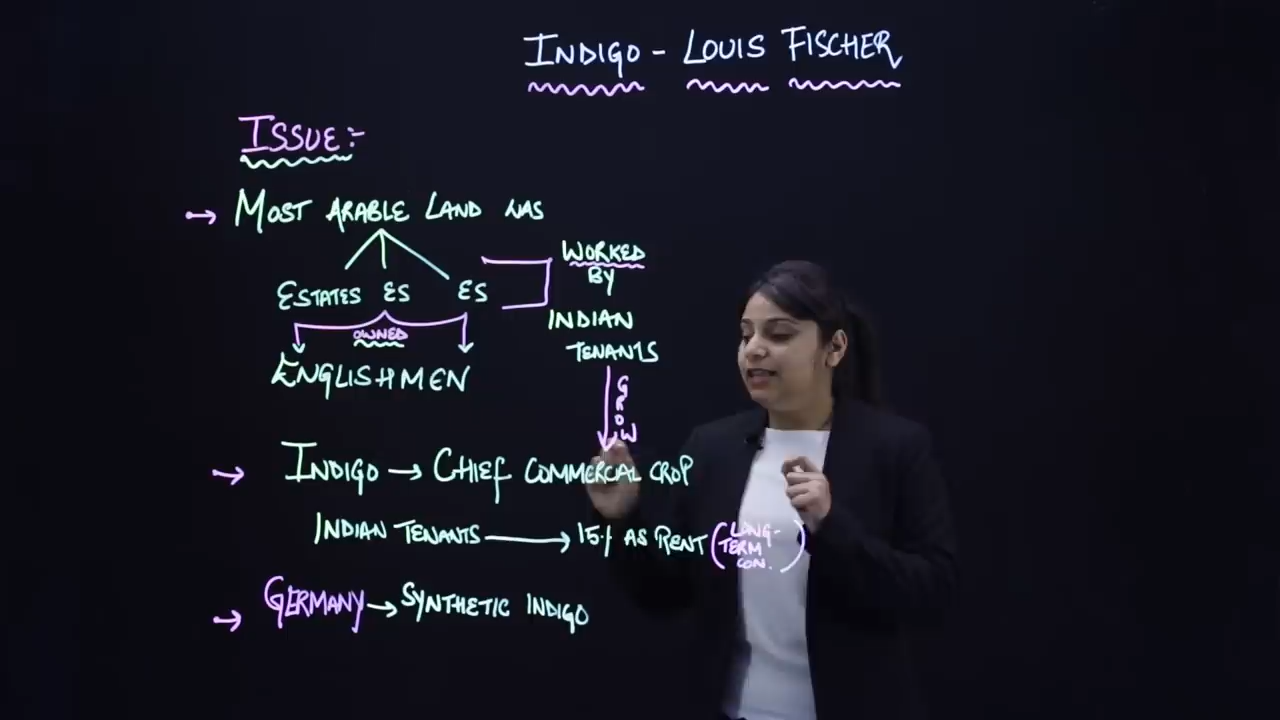 INDIGO - LOUIS FISCHER
ISSUE :-
→ MOST ARABLE LAND WAS
ESTATES ES ES
OWNED
ENGLISHMEN
WORKED
BY
INDIAN
TENANTS
GROW
→ INDIGO → CHIEF COMMERCIAL CROP
INDIAN TENANTS → 15% AS RENT (LONG-
TERM
CON.)
→ GERMANY → SYNTHETIC INDIGO